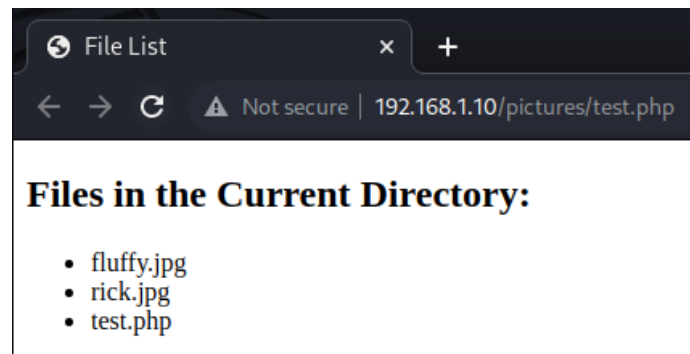 File List
Not secure | 192.168.1.10/pictures/test.php
Files in the Current Directory:
fluffy.jpg
rick.jpg
test.php